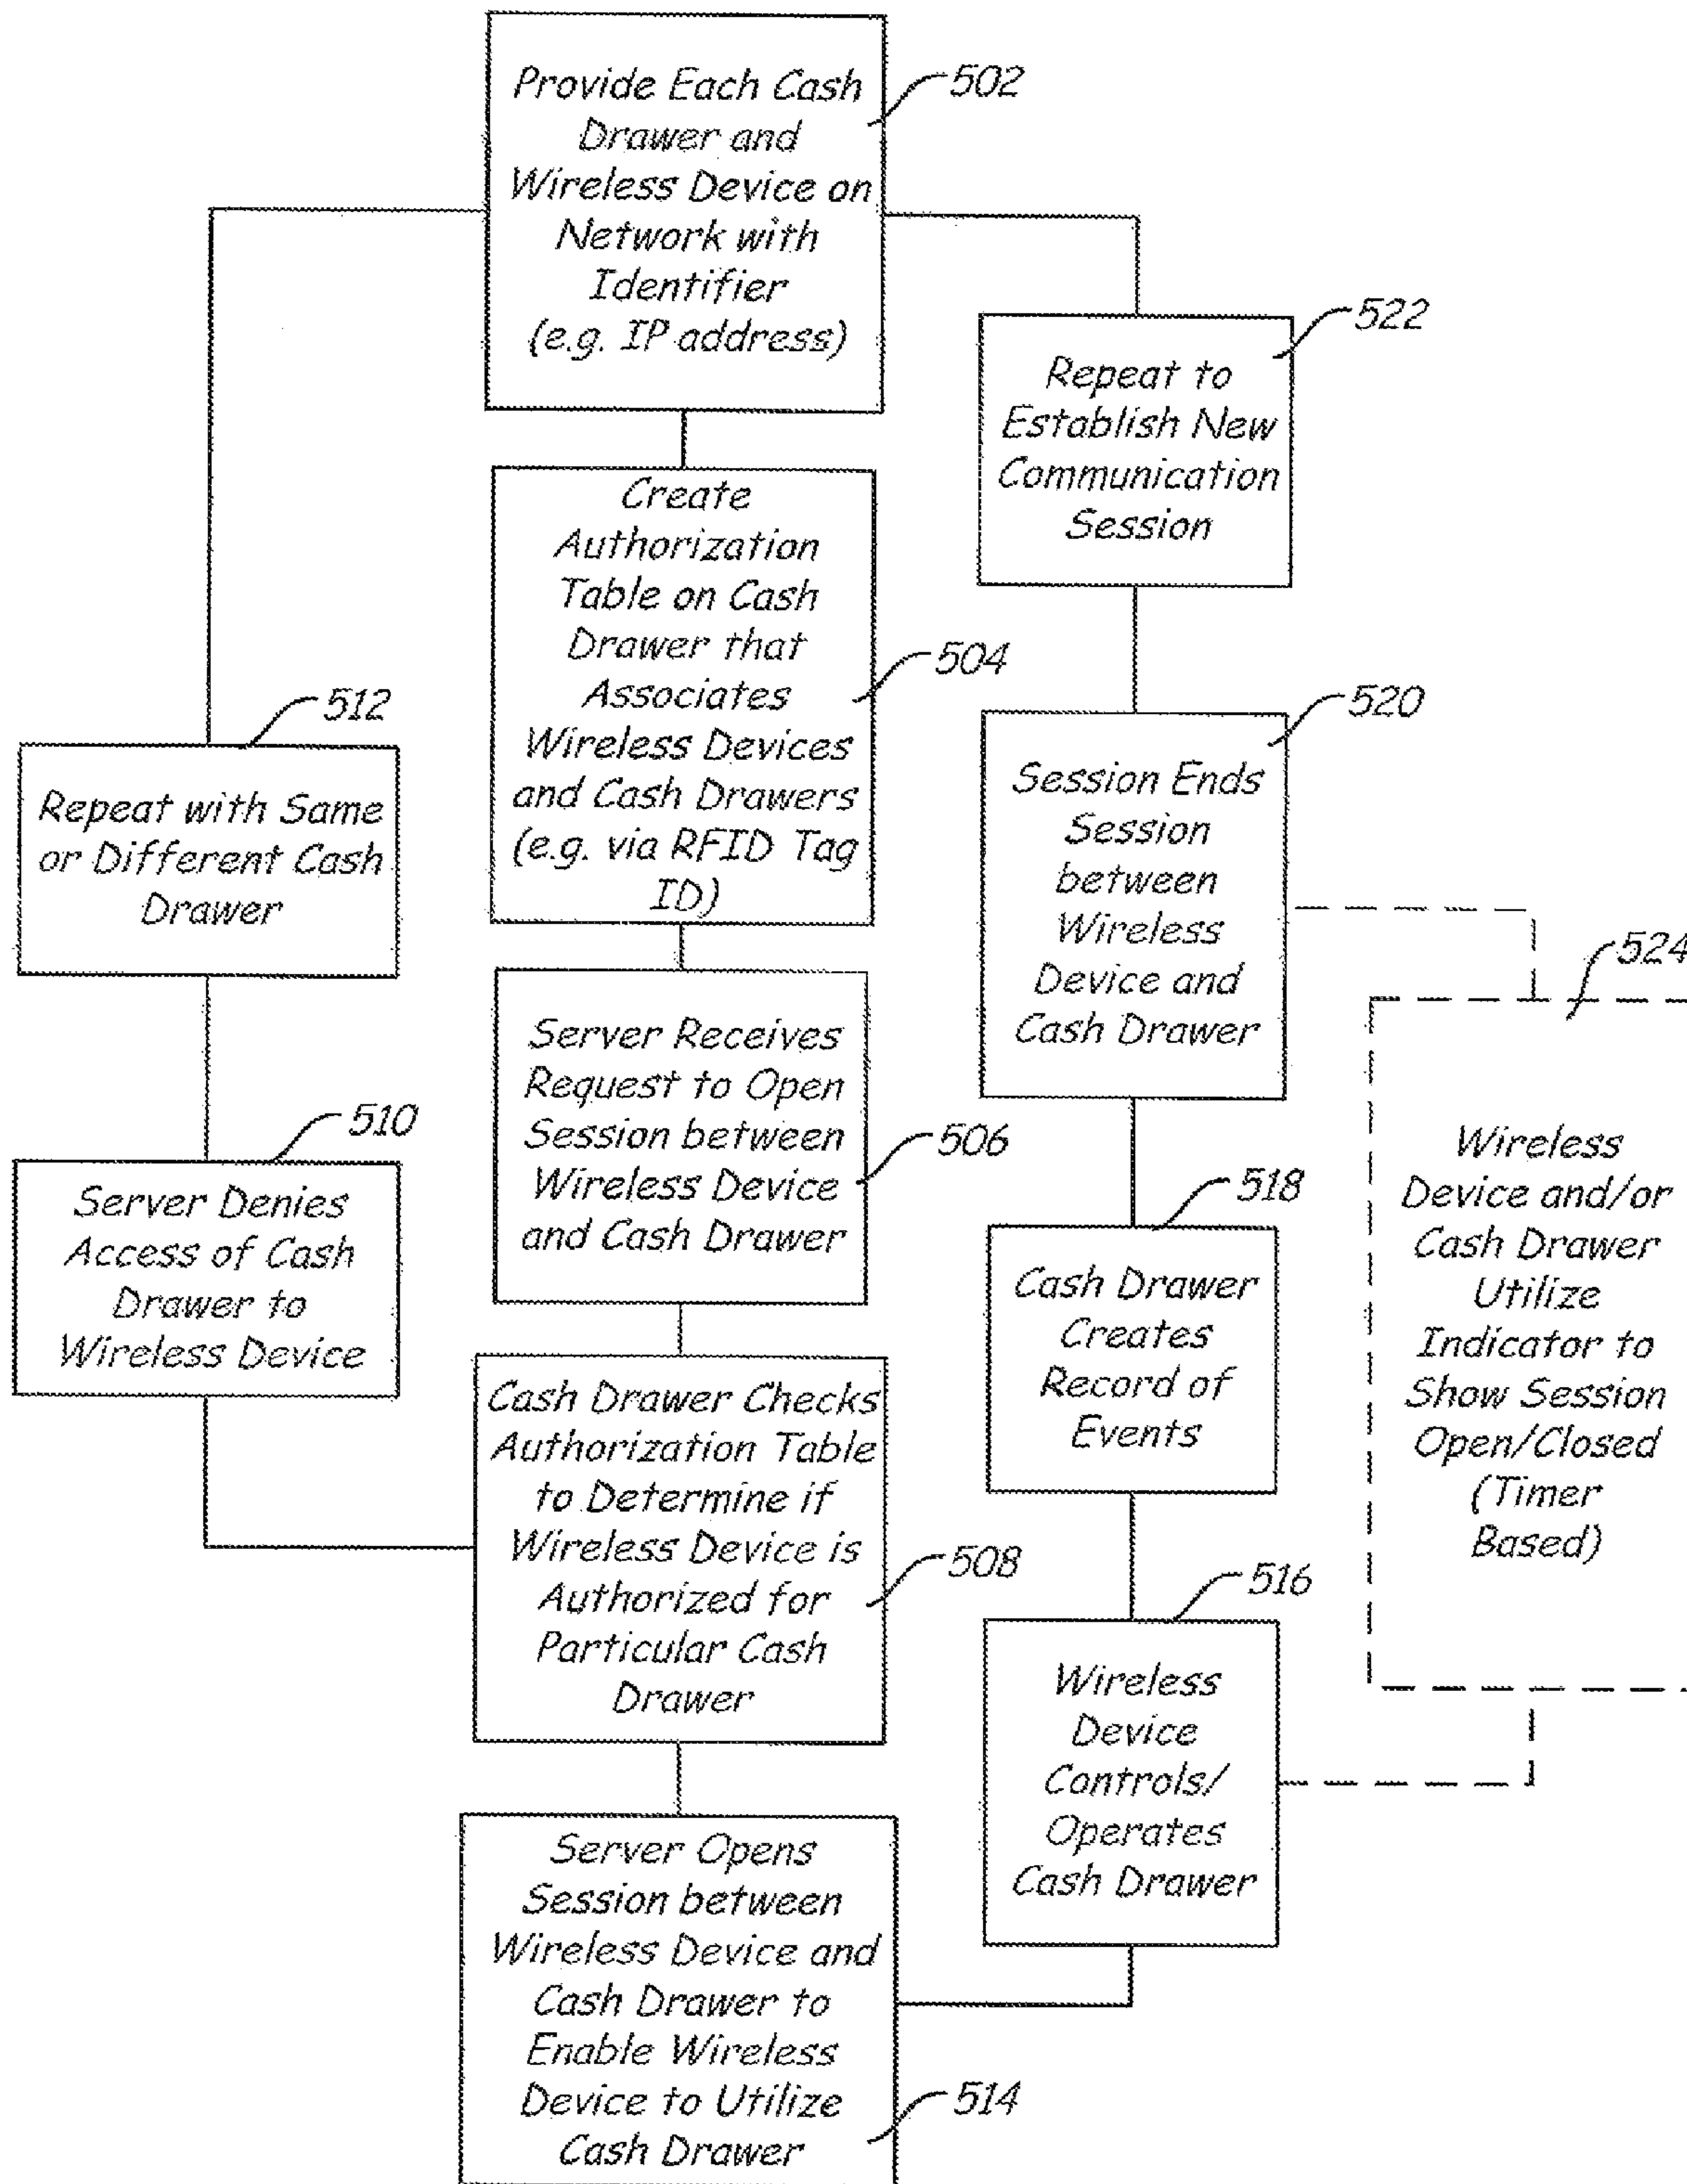 Provide Each Cash
Drawer and
Wireless Device on
Network with
Identifier
(e.g. IP address)
502
Create
Authorization
Table on Cash
Drawer that
Associates
Wireless Devices
and Cash Drawers
(e.g. via RFID Tag
ID)
504
Server Receives
Request to Open
Session between
Wireless Device
and Cash Drawer
506
Cash Drawer Checks
Authorization Table
to Determine if
Wireless Device is
Authorized for
Particular Cash
Drawer
508
Server Denies
Access of Cash
Drawer to
Wireless Device
510
Repeat with Same
or Different Cash
Drawer
512
Server Opens
Session between
Wireless Device and
Cash Drawer to
Enable Wireless
Device to Utilize
Cash Drawer
514
Wireless
Device
Controls/
Operates
Cash Drawer
516
Cash Drawer
Creates
Record of
Events
518
Session Ends
Session
between
Wireless
Device and
Cash Drawer
520
Repeat to
Establish New
Communication
Session
522
Wireless
Device and/or
Cash Drawer
Utilize
Indicator to
Show Session
Open/Closed
(Timer
Based)
524